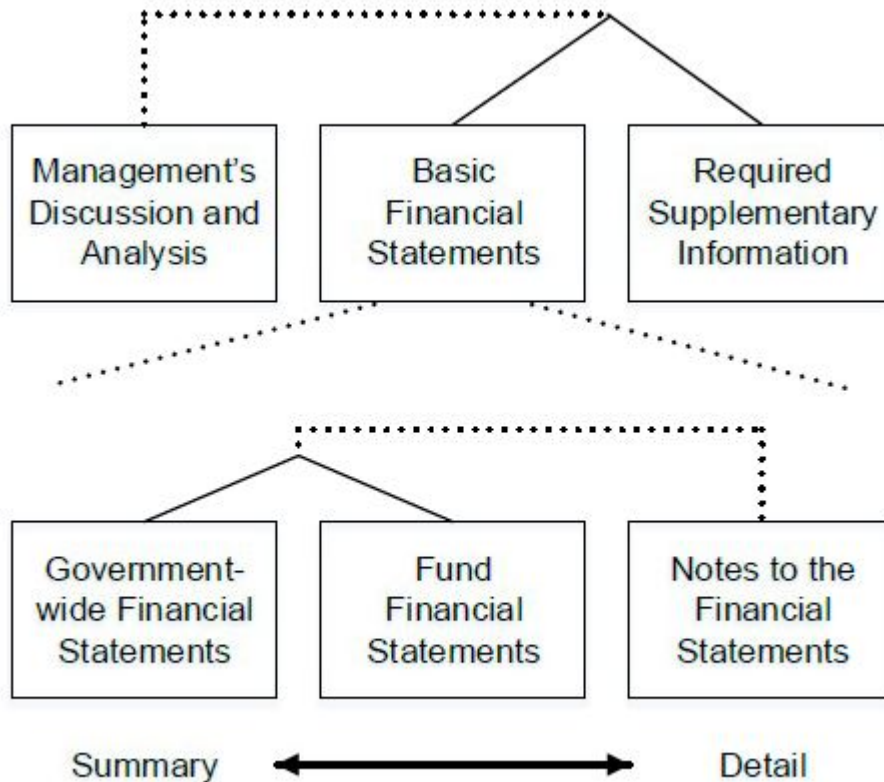 Management's
Discussion and
Analysis
Basic
Financial
Statements
Required
Supplementary
Information
Government-
wide Financial
Statements
Fund
Financial
Statements
Notes to the
Financial
Statements
Summary
Detail